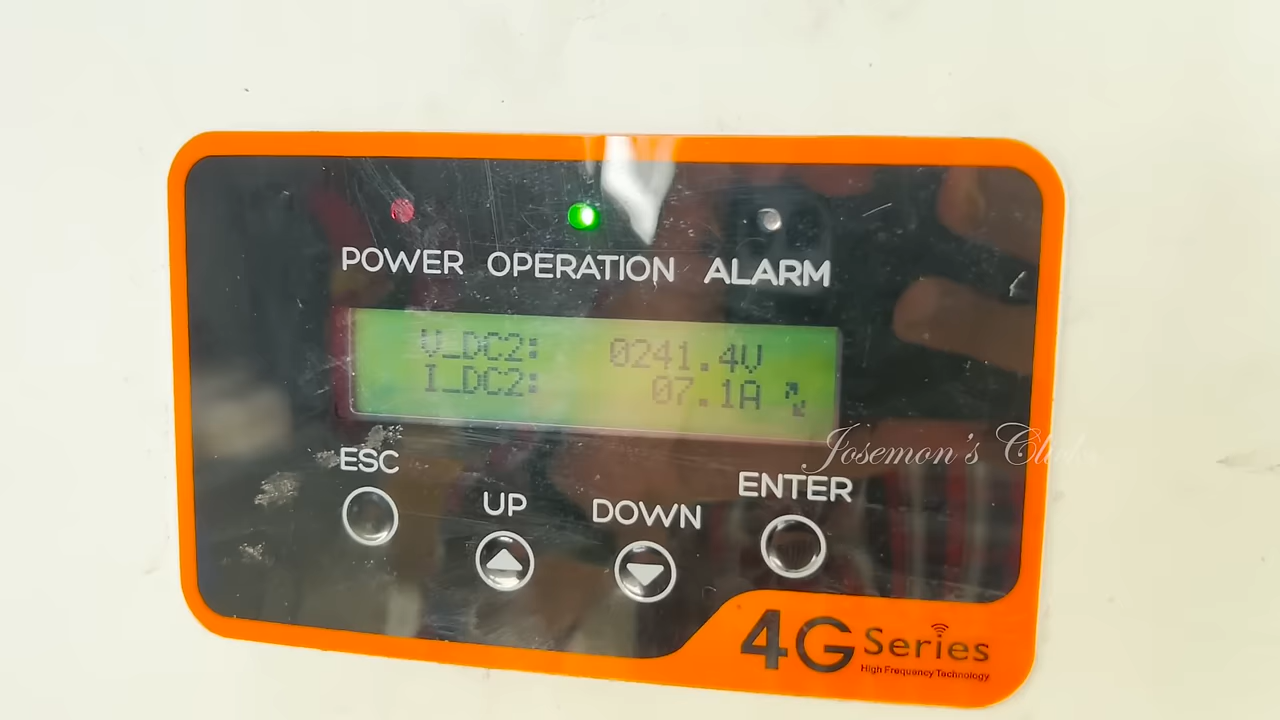 POWER OPERATION ALARM
V_DC2: 0241.4V
I_DC2: 07.1A
Josemon's Click
ESC
UP
DOWN
ENTER
4G Series
High Frequency Technology